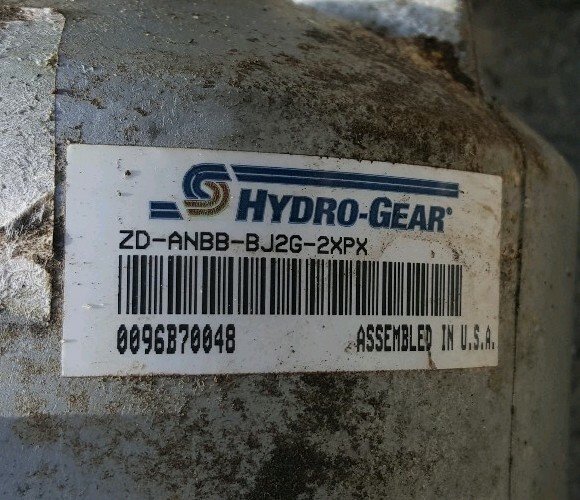 HYDRO-GEAR®
ZD-ANBB-BJ2G-2XPX
0096B70048 ASSEMBLED IN U.S.A.